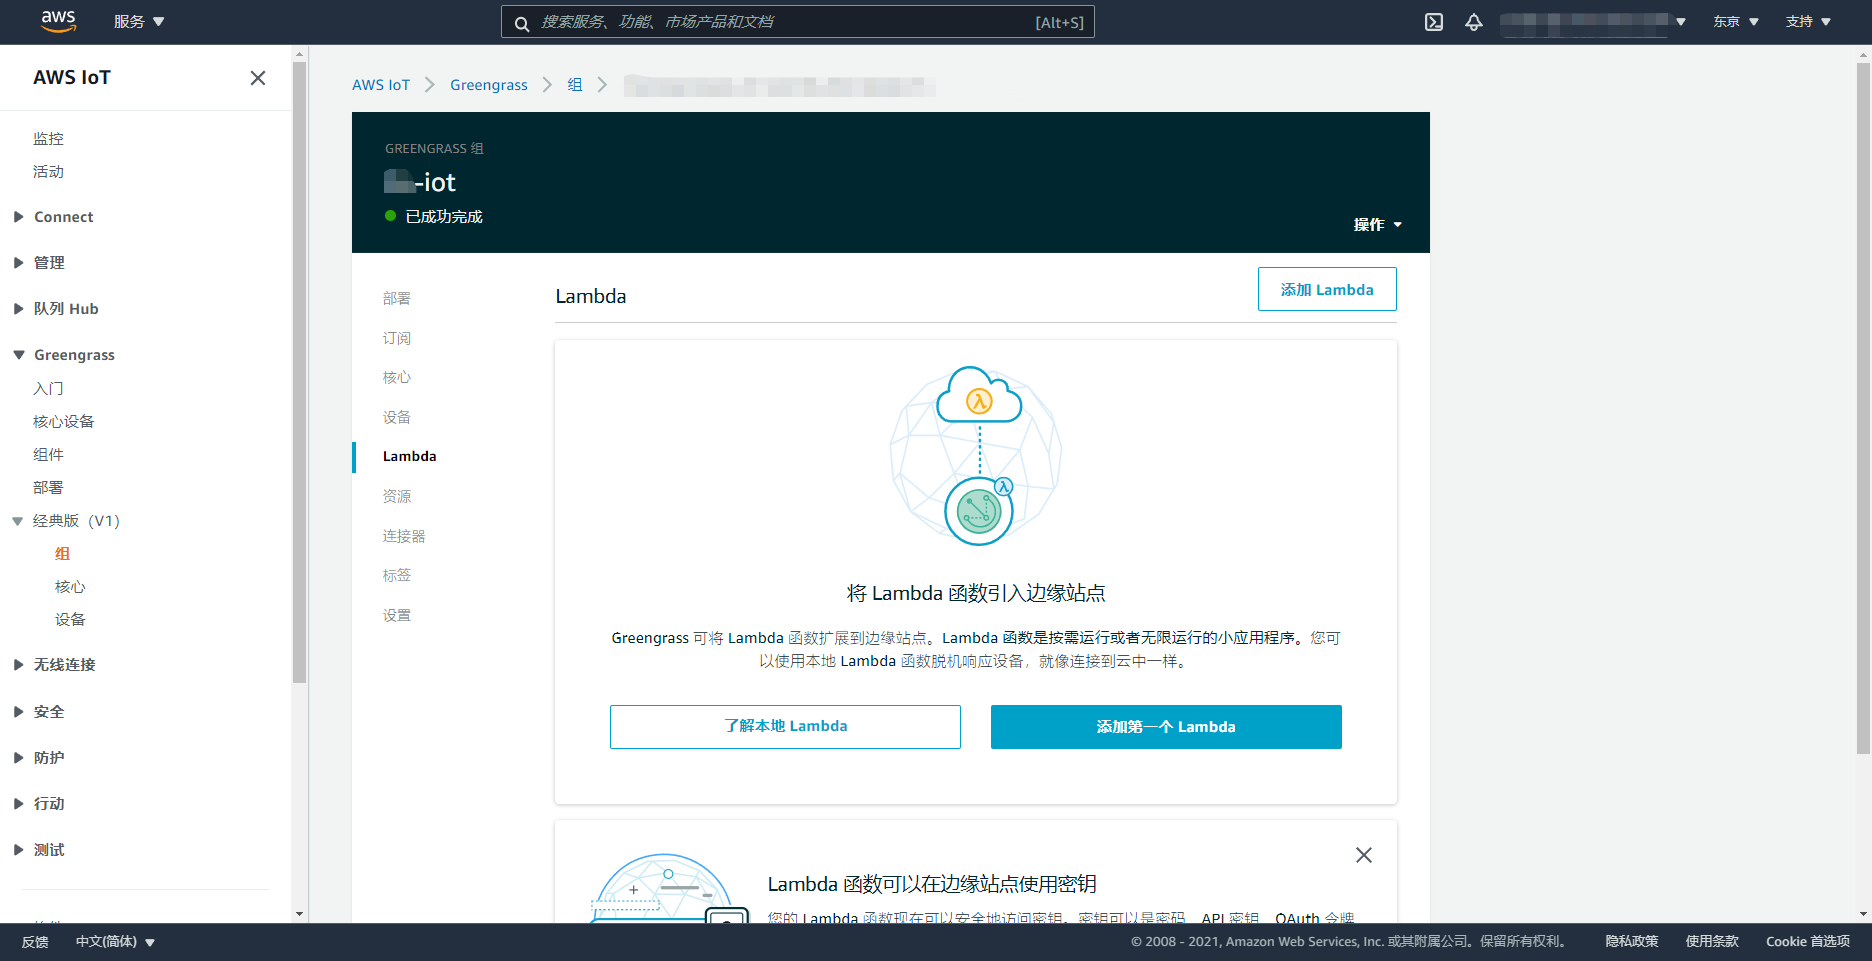 aws
服务
搜索服务、功能、市场产品和文档
[Alt+S]
东京
支持
AWS IoT
监控
活动
Connect
管理
队列 Hub
Greengrass
入门
核心设备
组件
部署
经典版（V1）
组
核心
设备
无线连接
安全
防护
行动
测试
AWS IoT
Greengrass
组
GREENGRASS 组
-iot
已成功完成
操作
部署
订阅
核心
设备
Lambda
资源
连接器
标签
设置
Lambda
添加 Lambda
将 Lambda 函数引入边缘站点
Greengrass 可将 Lambda 函数扩展到边缘站点。Lambda 函数是按需运行或者无限运行的小应用程序。您可
以使用本地 Lambda 函数脱机响应设备，就像连接到云中一样。
了解本地 Lambda
添加第一个 Lambda
Lambda 函数可以在边缘站点使用密钥
您的 Lambda 函数现在可以安全地访问密钥。密钥可以是密码、API 密钥、OAuth 令牌
反馈
中文(简体)
© 2008 - 2021, Amazon Web Services, Inc. 或其附属公司。保留所有权利。
隐私政策
使用条款
Cookie 首选项